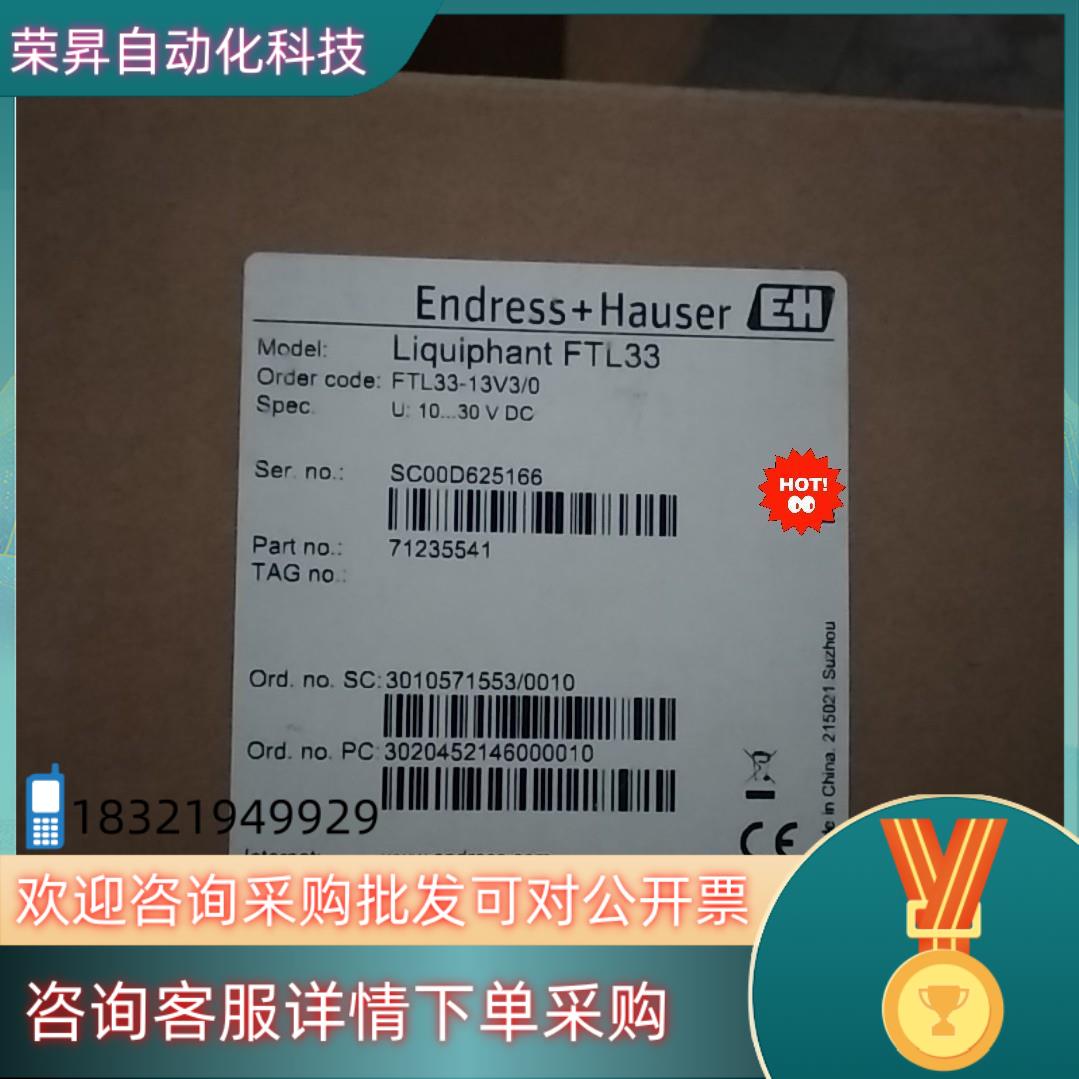 荣昇自动化科技
Endress+Hauser EH
Model: Liquiphant FTL33
Order code: FTL33-13V3/0
Spec. U: 10...30 V DC
Ser. no.: SC00D625166
HOT!
Part no.: 71235541
TAG no.:
Ord. no. SC: 3010571553/0010
Ord. no. PC: 3020452146000010
in China. 215021 Suzhou
CE
18321949929
欢迎咨询采购批发可对公开票
咨询客服详情下单采购